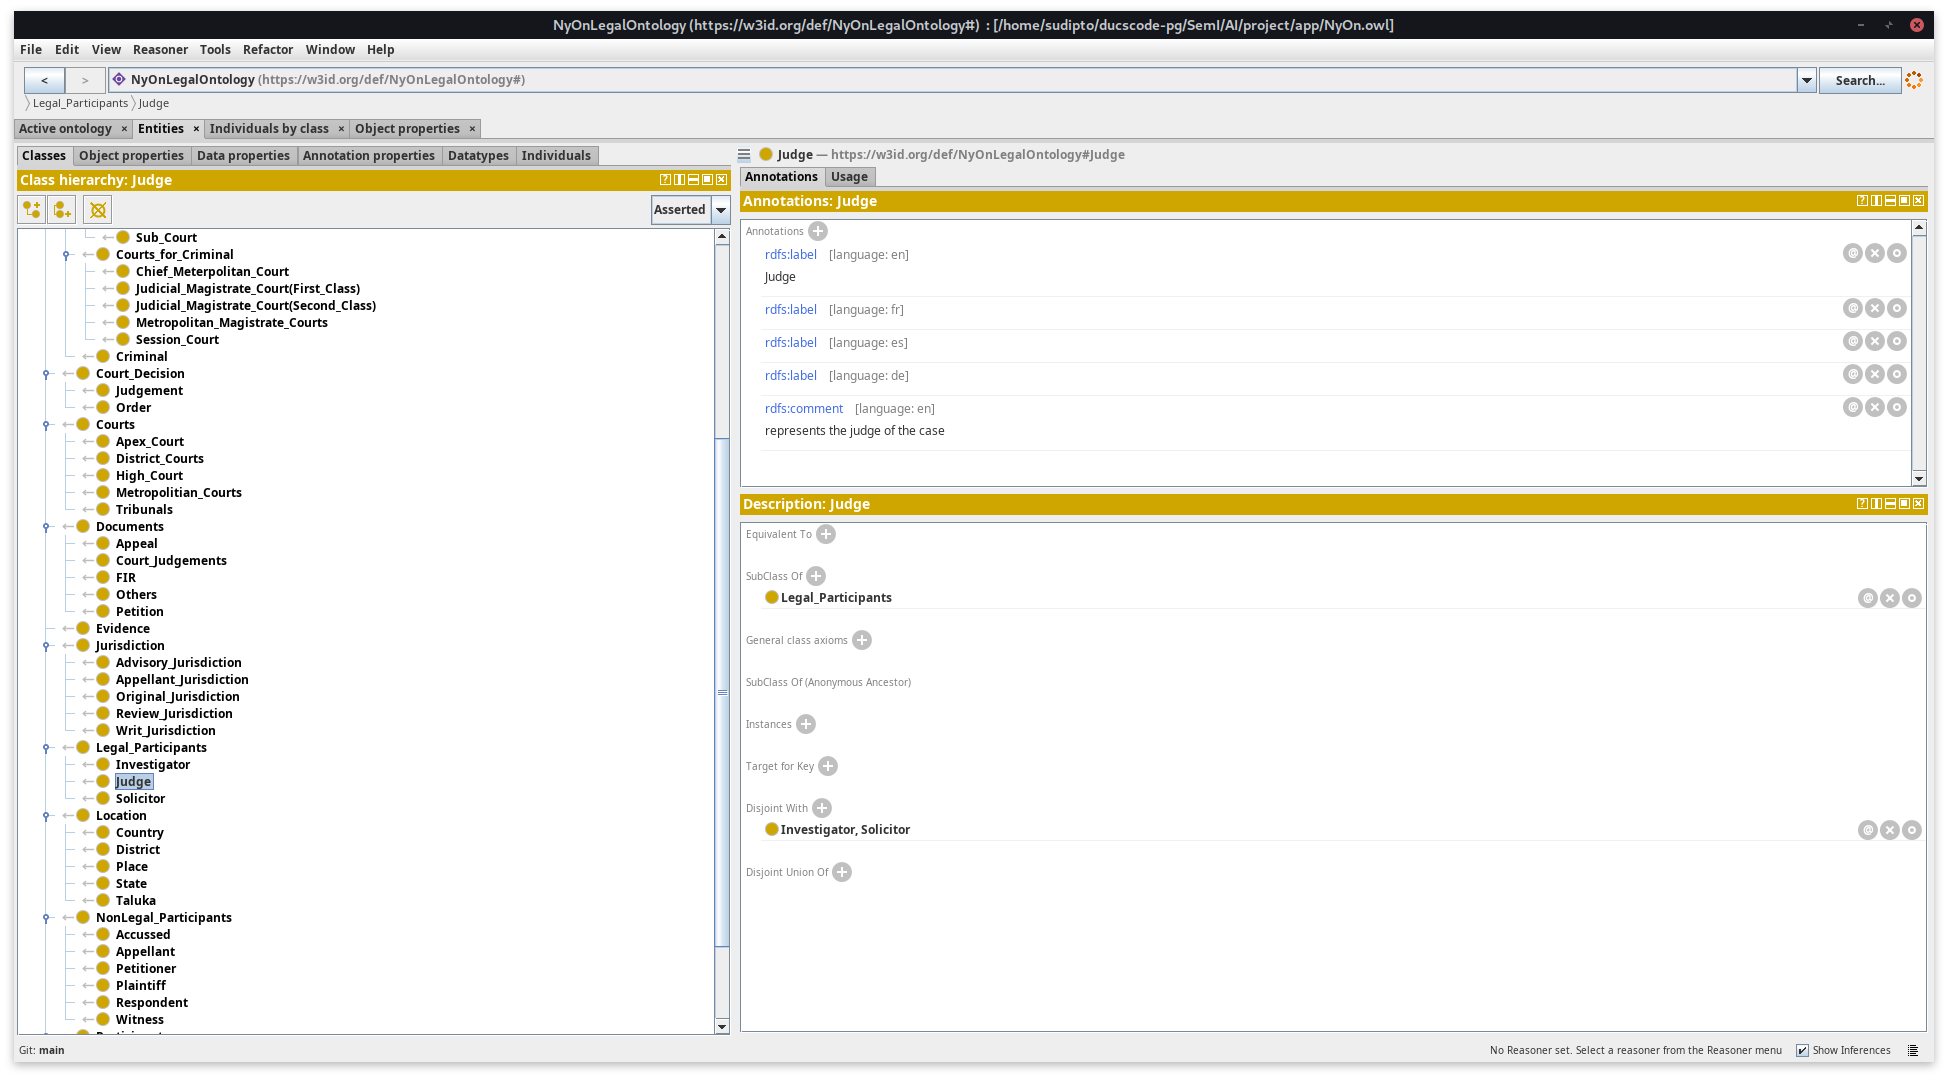 NyOnLegalOntology (https://w3id.org/def/NyOnLegalOntology#) : [/home/sudipto/ducscode-pg/SemI/AI/project/app/NyOn.owl]
File Edit View Reasoner Tools Refactor Window Help
< > NyOnLegalOntology (https://w3id.org/def/NyOnLegalOntology#) Search...
Legal_Participants Judge
Active ontology × Entities × Individuals by class × Object properties ×
Classes Object properties Data properties Annotation properties Datatypes Individuals
Class hierarchy: Judge
Asserted
Sub_Court
Courts_for_Criminal
Chief_Meterpolitan_Court
Judicial_Magistrate_Court(First_Class)
Judicial_Magistrate_Court(Second_Class)
Metropolitan_Magistrate_Courts
Session_Court
Criminal
Court_Decision
Judgement
Order
Courts
Apex_Court
District_Courts
High_Court
Metropolitian_Courts
Tribunals
Documents
Appeal
Court_Judgements
FIR
Others
Petition
Evidence
Jurisdiction
Advisory_Jurisdiction
Appellant_Jurisdiction
Original_Jurisdiction
Review_Jurisdiction
Writ_Jurisdiction
Legal_Participants
Investigator
Judge
Solicitor
Location
Country
District
Place
State
Taluka
NonLegal_Participants
Accussed
Appellant
Petitioner
Plaintiff
Respondent
Witness
Judge — https://w3id.org/def/NyOnLegalOntology#Judge
Annotations Usage
Annotations: Judge
Annotations
rdfs:label [language: en]
Judge
rdfs:label [language: fr]
rdfs:label [language: es]
rdfs:label [language: de]
rdfs:comment [language: en]
represents the judge of the case
Description: Judge
Equivalent To
SubClass Of
Legal_Participants
General class axioms
SubClass Of (Anonymous Ancestor)
Instances
Target for Key
Disjoint With
Investigator, Solicitor
Disjoint Union Of
Git: main
No Reasoner set. Select a reasoner from the Reasoner menu Show Inferences